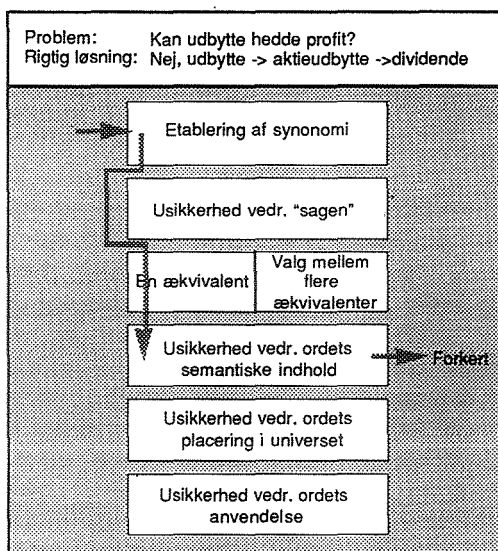 Problem: Kan udbytte hedde profit?
Rigtig løsning: Nej, udbytte -> aktieudbytte ->dividende
Etablering af synonomi
Usikkerhed vedr. "sagen"
En ækvivalent
Valg mellem
flere
ækvivalenter
Usikkerhed vedr. ordets
semantiske indhold
Forkert
Usikkerhed vedr. ordets
placering i universet
Usikkerhed vedr. ordets
anvendelse